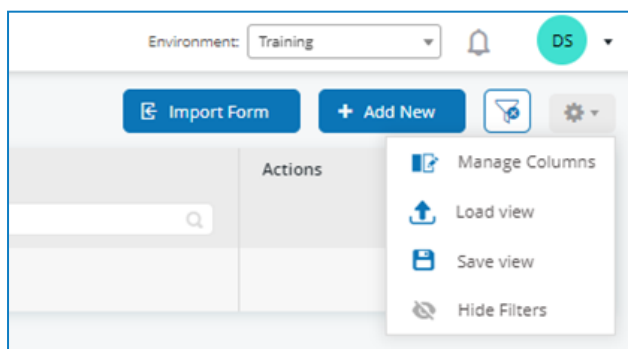 Environment: Training DS
Import Form + Add New
Actions
Manage Columns
Load view
Save view
Hide Filters